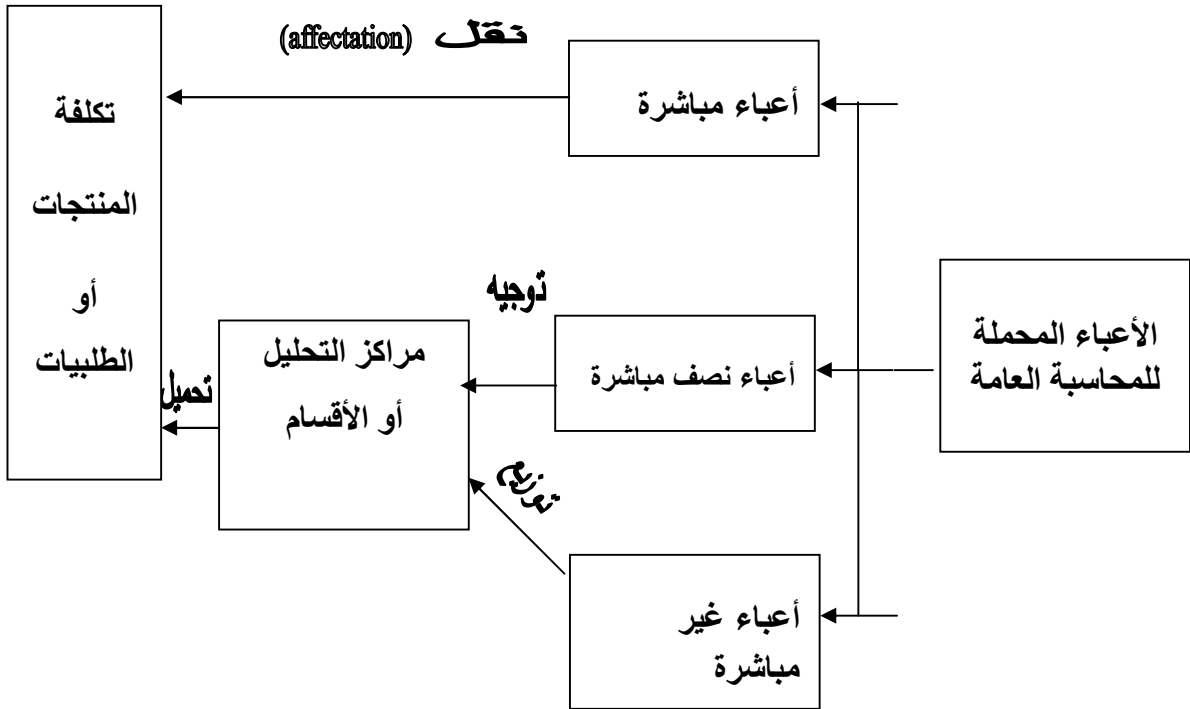 الأعباء المحملة
للمحاسبة العامة
أعباء مباشرة
أعباء نصف مباشرة
أعباء غير
مباشرة
نقل (affectation)
توجيه
توزيع
مراكز التحليل
أو الأقسام
تحميل
تكلفة
المنتجات
أو
الطلبيات